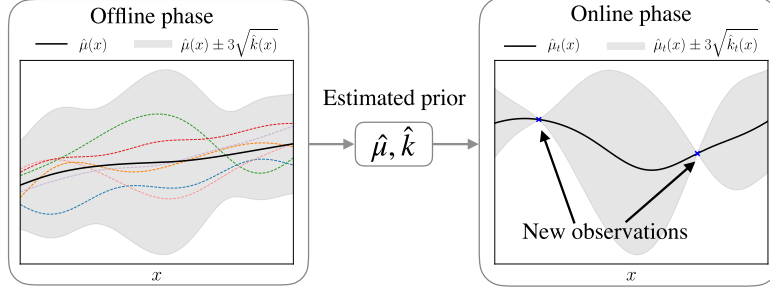 Offline phase
μ̂(x) μ̂(x) ± 3√k̂(x)
x
Estimated prior
μ̂, k̂
Online phase
μ̂ₜ(x) μ̂ₜ(x) ± 3√k̂ₜ(x)
New observations
x